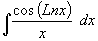 ∫ cos(Lnx)/x dx